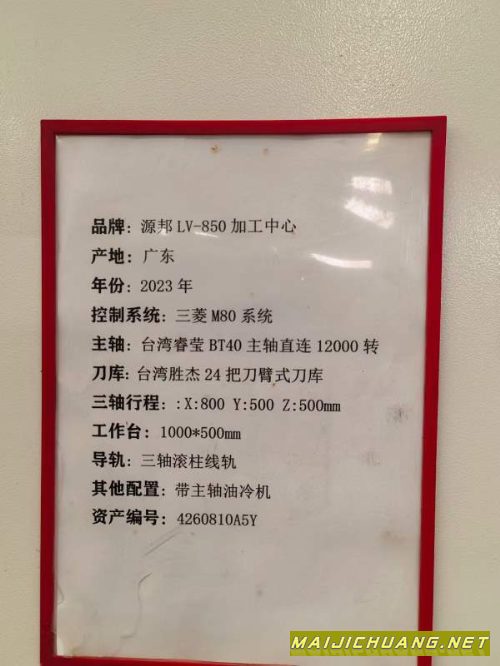 品牌：源邦 LV-850 加工中心
产地：广东
年份：2023 年
控制系统：三菱 M80 系统
主轴：台湾睿莹 BT40 主轴直连 12000 转
刀库：台湾胜杰 24 把刀臂式刀库
三轴行程：:X:800 Y:500 Z:500mm
工作台：1000*500mm
导轨：三轴滚柱线轨
其他配置：带主轴油冷机
资产编号：4260810A5Y
MAIJICHUANG.NET